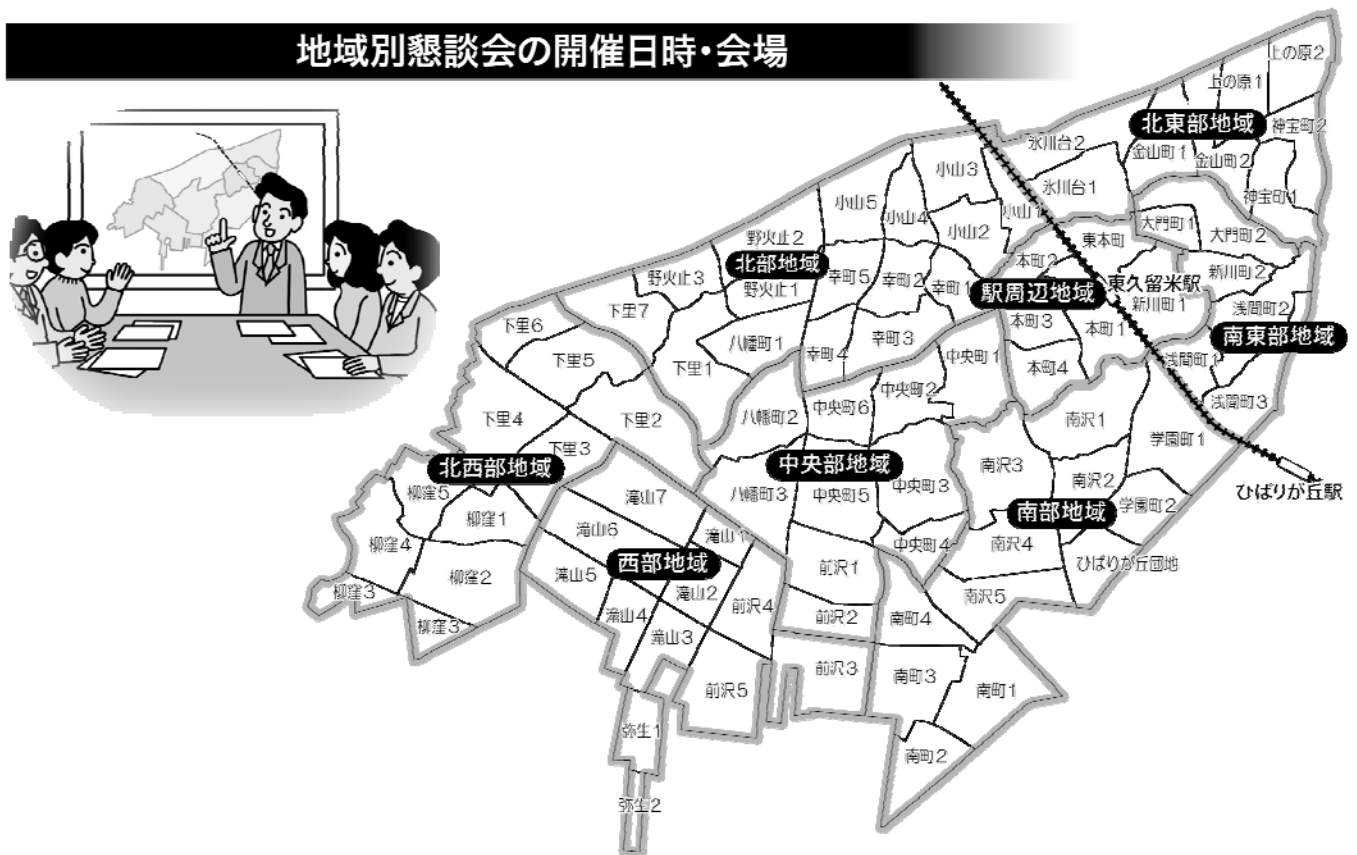 地域別懇談会の開催日時・会場
上の原2
上の原1
北東部地域
神宝町2
氷川台2
金山町1
金山町2
小山3
氷川台1
神宝町1
小山5
小山4
小山1
大門町1
野火止2
小山2
東本町
大門町2
北部地域
本町2
野火止3
幸町5
幸町2
新川町2
野火止1
幸町1
駅周辺地域
東久留米駅
新川町1
浅間町2
下里7
下里6
本町3
本町1
南東部地域
八幡町1
幸町3
幸町4
下里5
中央町1
浅間町1
下里1
本町4
中央町2
浅間町3
下里4
下里2
八幡町2
中央町6
南沢1
学園町1
下里3
北西部地域
中央部地域
南沢3
柳窪5
滝山7
八幡町3
中央町5
中央町3
南沢2
ひばりが丘駅
学園町2
柳窪1
南部地域
滝山6
滝山1
柳窪4
中央町4
南沢4
西部地域
前沢1
ひばりが丘団地
滝山5
柳窪2
滝山2
柳窪3
前沢4
南沢5
滝山4
前沢2
南町4
柳窪3
滝山3
前沢3
南町3
前沢5
南町1
弥生1
南町2
弥生2